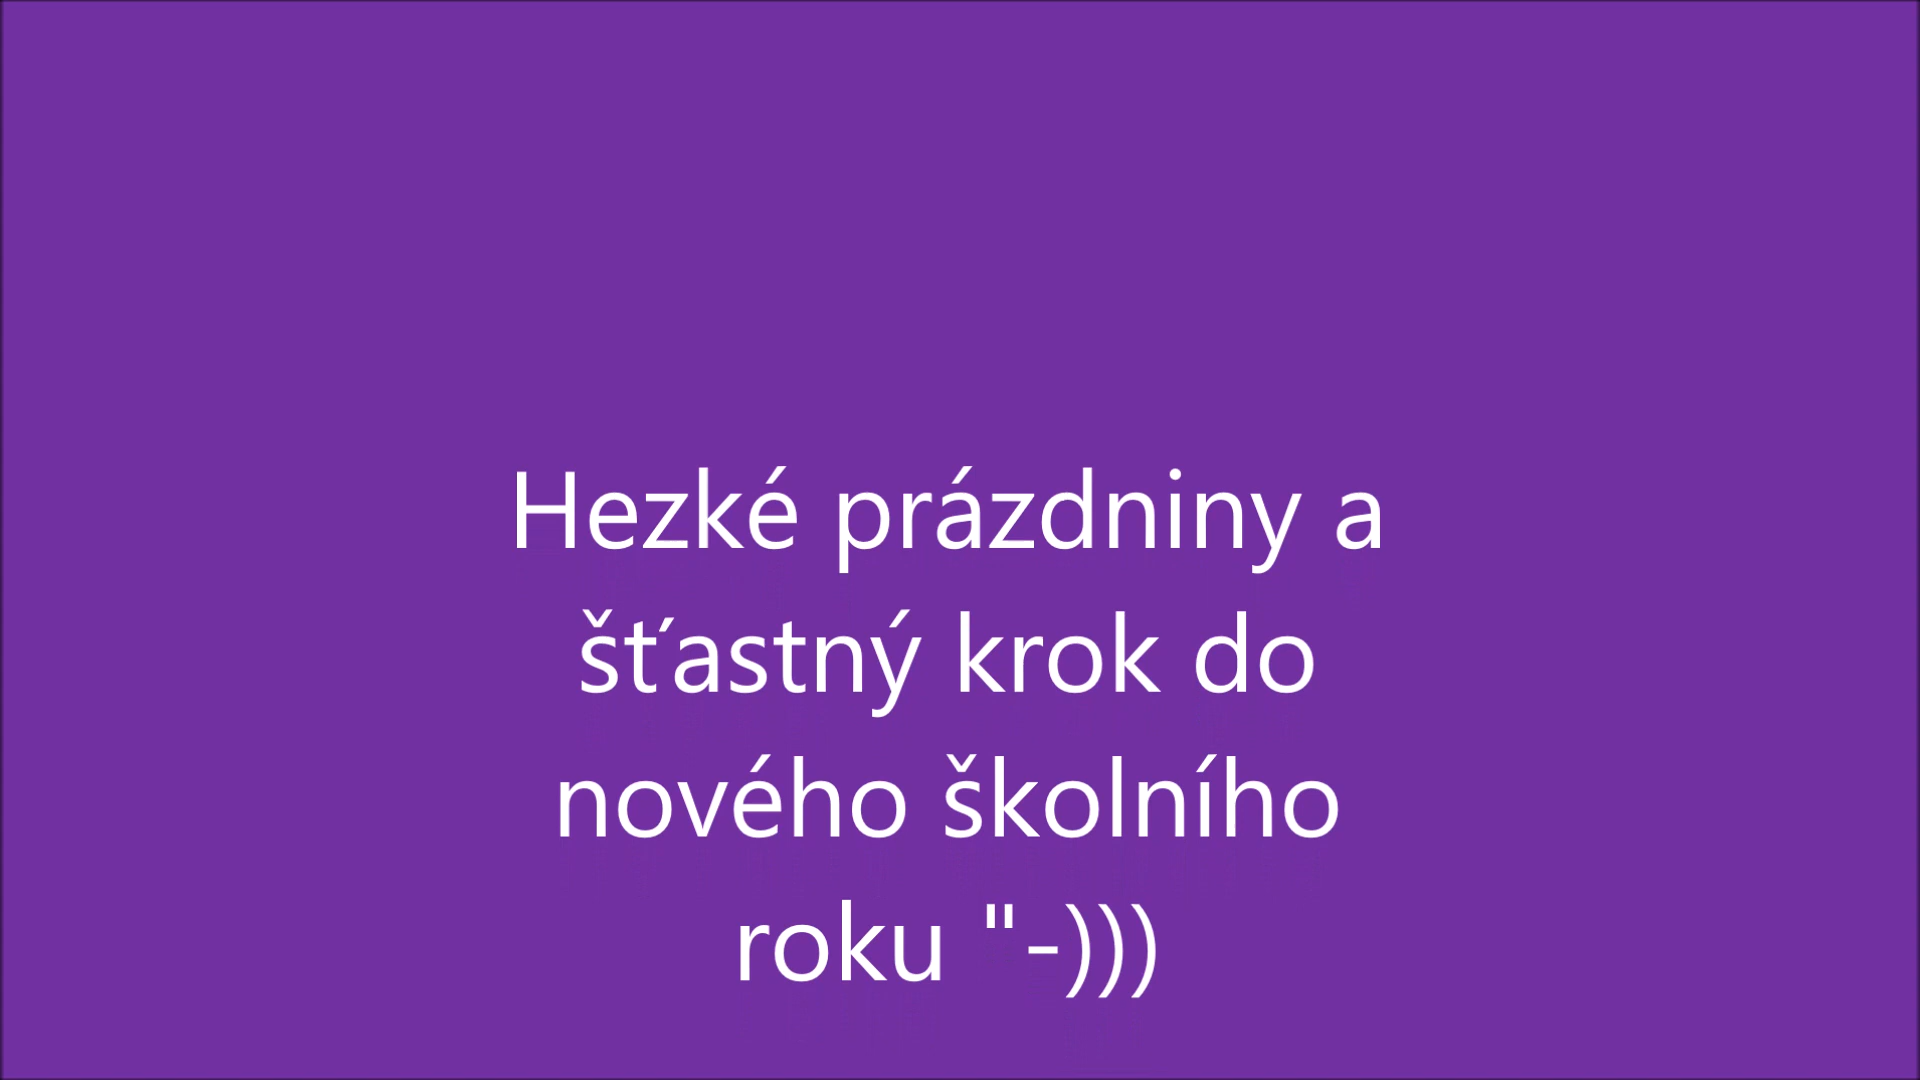 Hezké prázdniny a
šťastný krok do
nového školního
roku "-)))